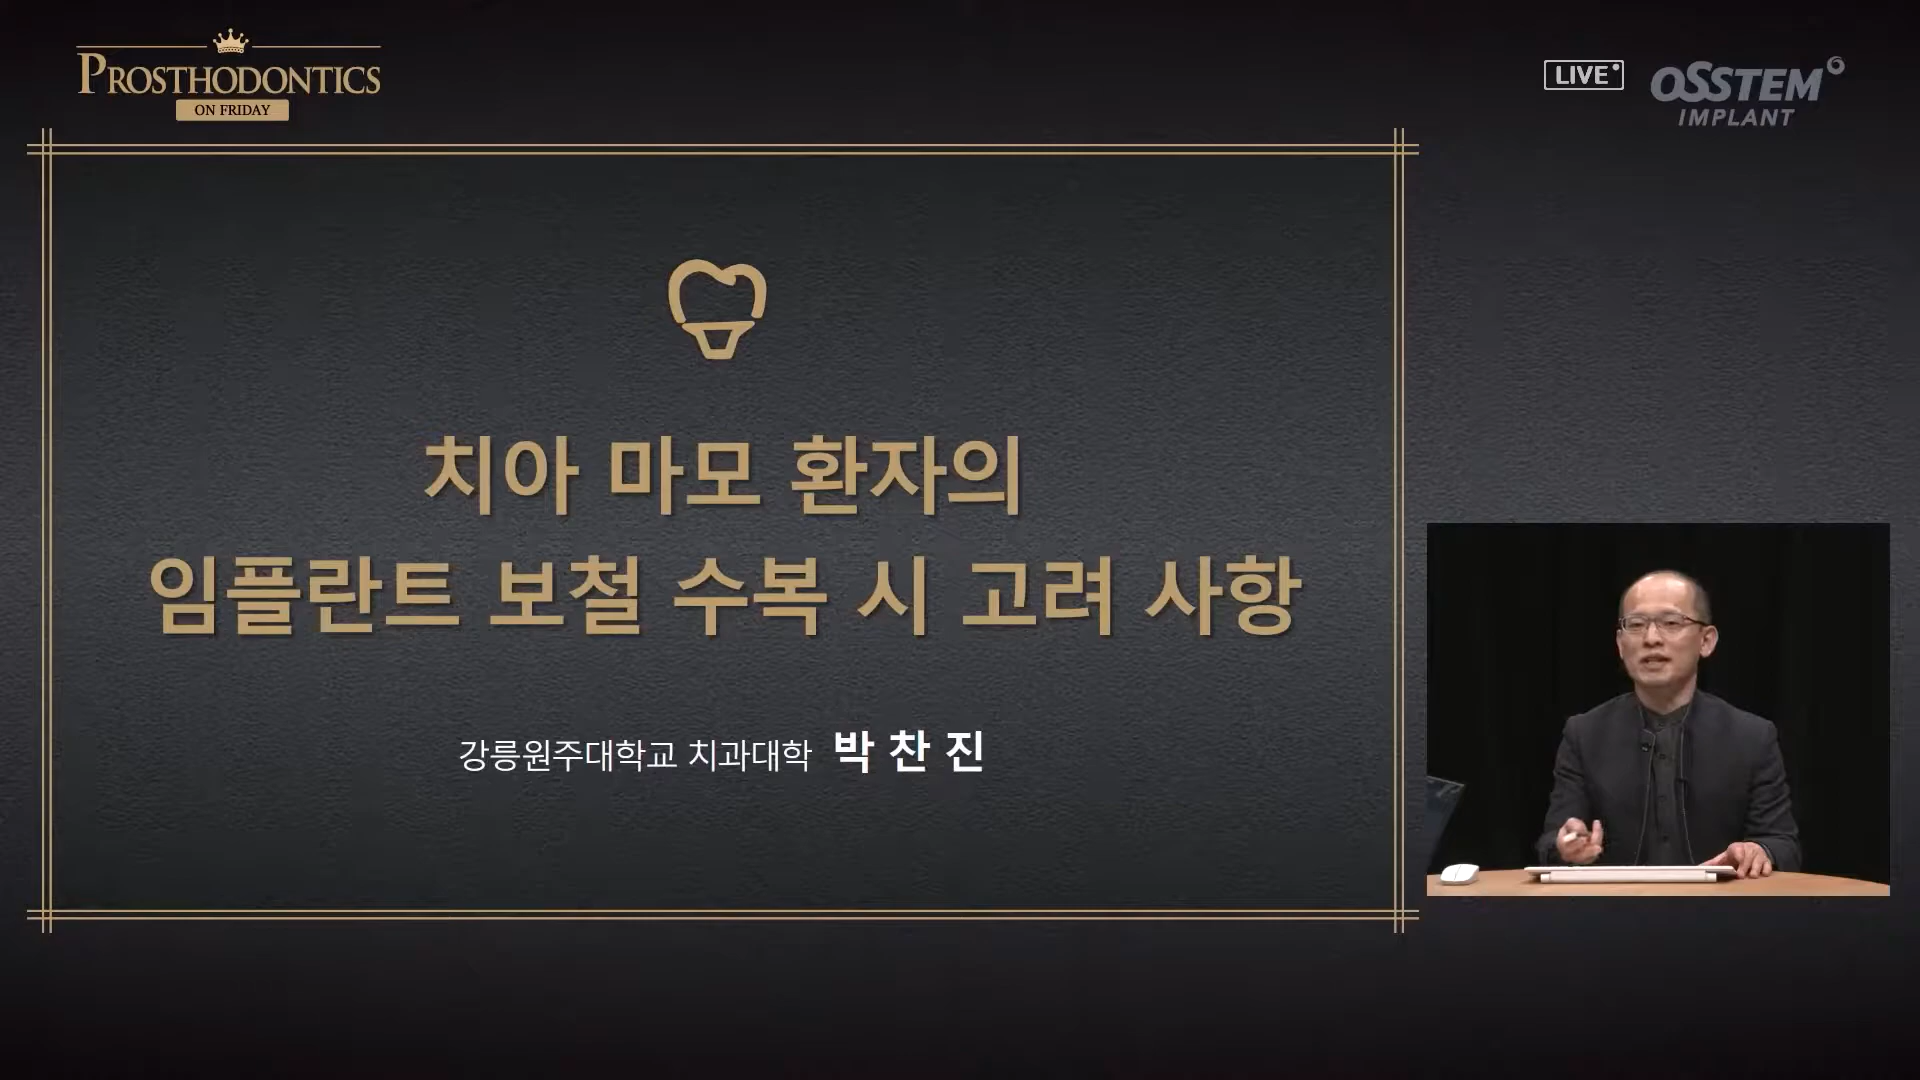 PROSTHODONTICS
ON FRIDAY
LIVE
OSSTEM
IMPLANT
치아 마모 환자의
임플란트 보철 수복 시 고려 사항
강릉원주대학교 치과대학 박 찬 진